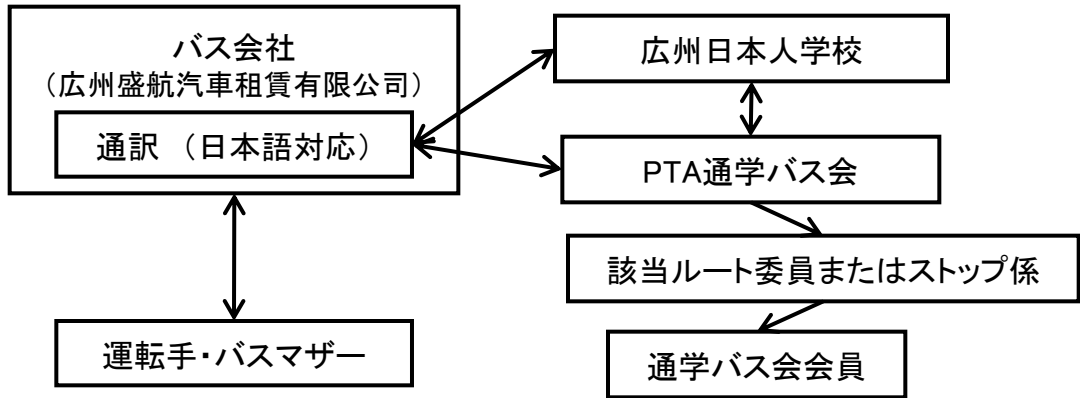 バス会社
（広州盛航汽車租賃有限公司）
通訳 （日本語対応）
運転手・バスマザー
広州日本人学校
PTA通学バス会
該当ルート委員またはストップ係
通学バス会会員